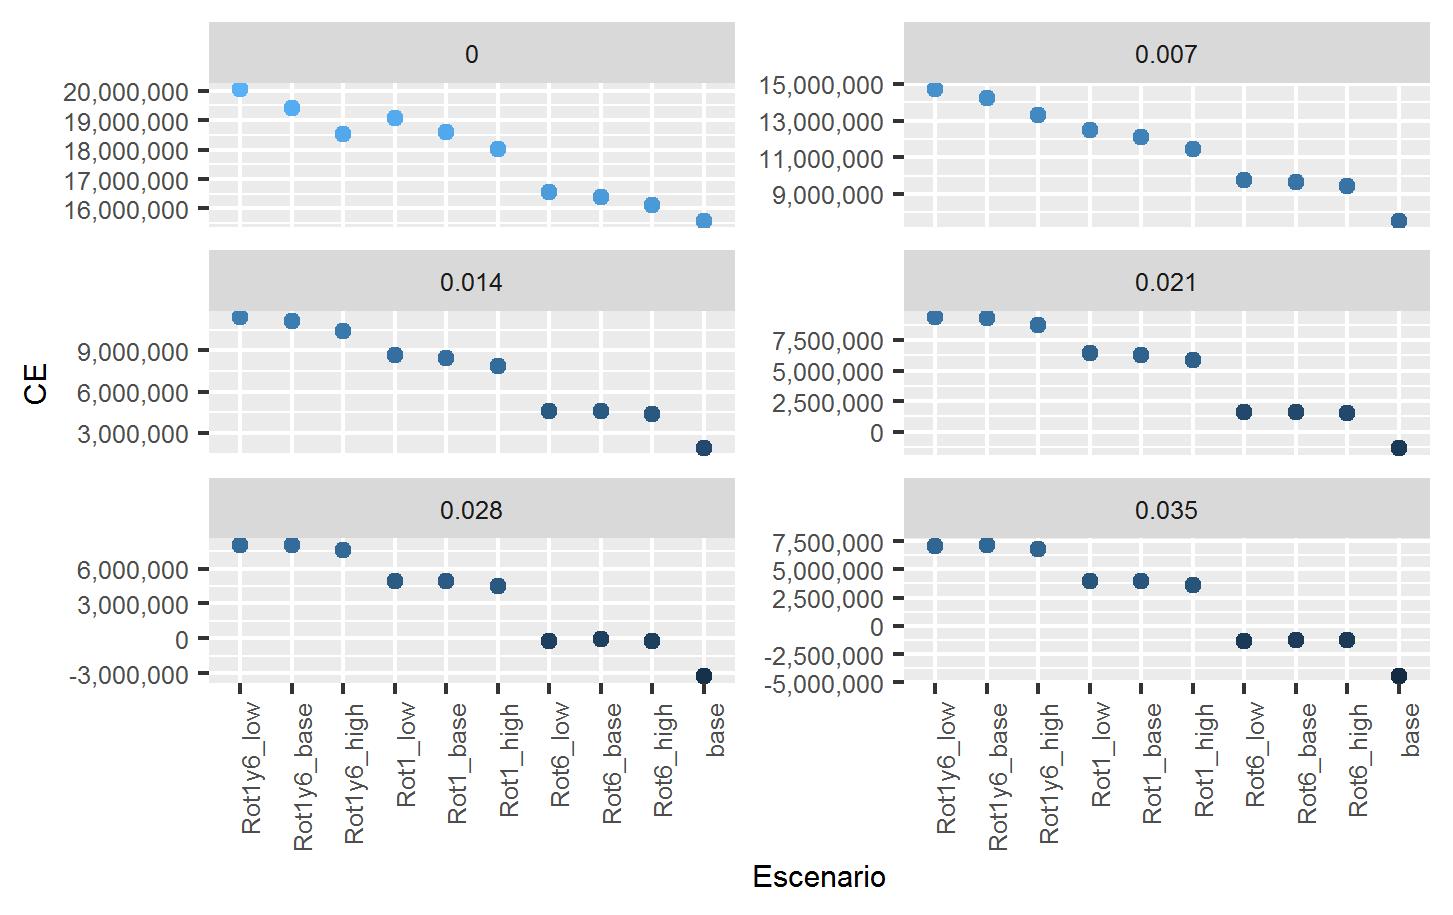 0
0.007
20,000,000
19,000,000
18,000,000
17,000,000
16,000,000
15,000,000
13,000,000
11,000,000
9,000,000
0.014
0.021
9,000,000
6,000,000
3,000,000
7,500,000
5,000,000
2,500,000
0
0.028
0.035
6,000,000
3,000,000
0
-3,000,000
7,500,000
5,000,000
2,500,000
0
-2,500,000
-5,000,000
CE
Rot1y6_low
Rot1y6_base
Rot1y6_high
Rot1_low
Rot1_base
Rot1_high
Rot6_low
Rot6_base
Rot6_high
base
Rot1y6_low
Rot1y6_base
Rot1y6_high
Rot1_low
Rot1_base
Rot1_high
Rot6_low
Rot6_base
Rot6_high
base
Escenario